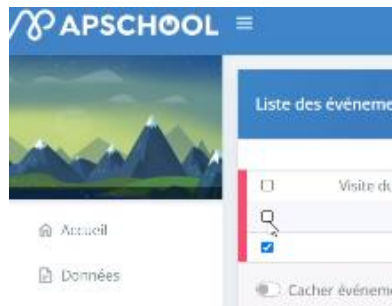 APSCHOOL
Liste des événeme
Visite du
Accueil
Données
Cacher événeme